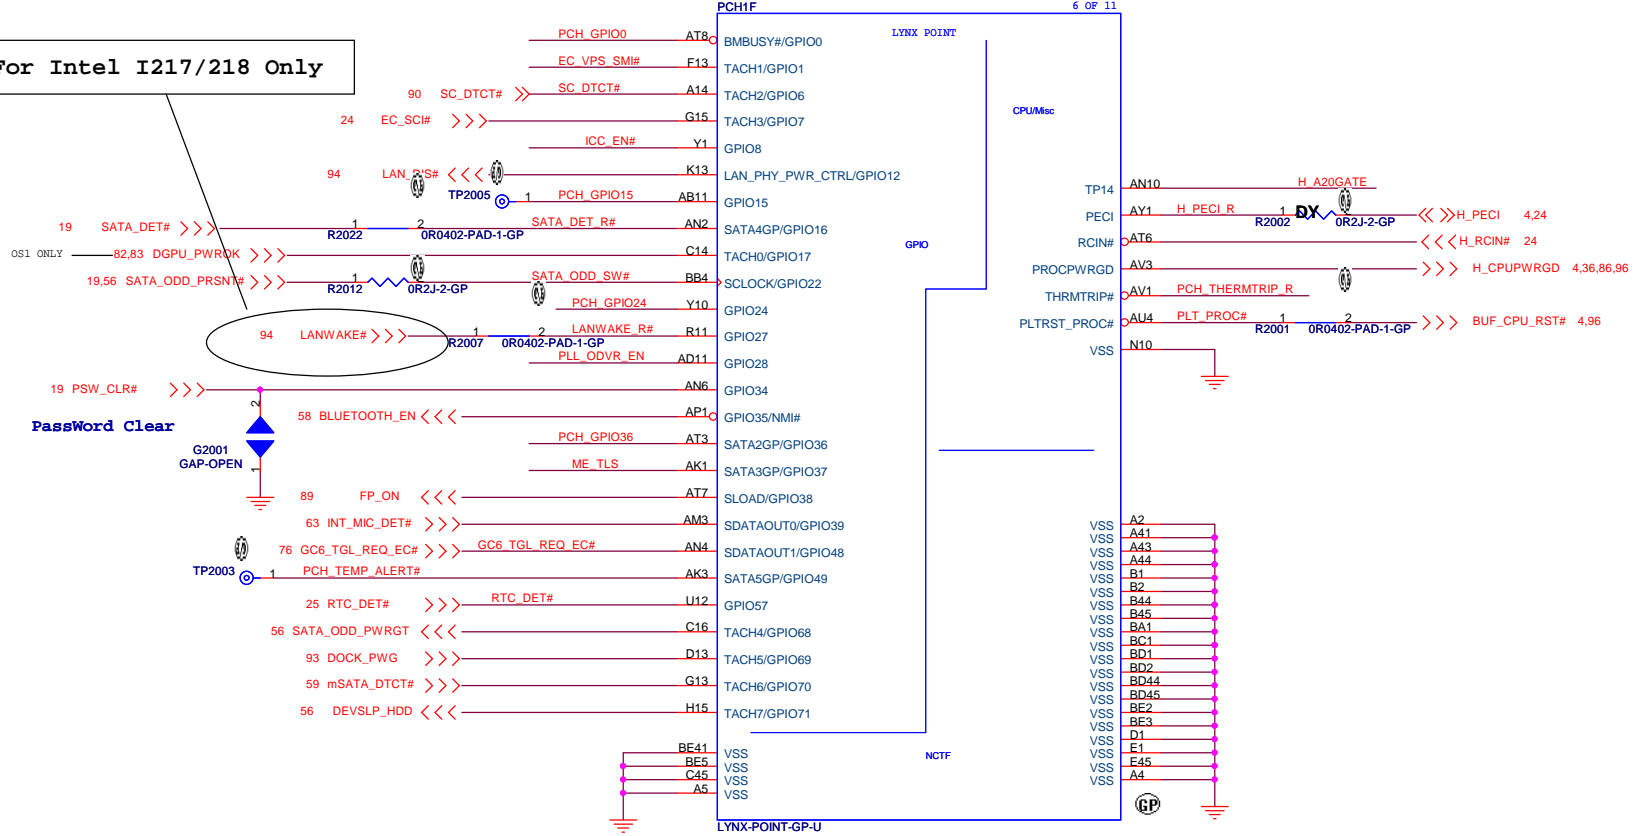 PCH1F 6 OF 11
LYNX POINT
For Intel I217/218 Only
CPU/Misc
GPIO
NCTF
PCH_GPIO0 AT8 BMBUSY#/GPIO0
EC_VPS_SMI# F13 TACH1/GPIO1
90 SC_DTCT# SC_DTCT# A14 TACH2/GPIO6
24 EC_SCI# G15 TACH3/GPIO7
ICC_EN# Y1 GPIO8
94 LAN_DIS# K13 LAN_PHY_PWR_CTRL/GPIO12
TP2005 1 PCH_GPIO15 AB11 GPIO15
19 SATA_DET# 1 2 SATA_DET_R# AN2 SATA4GP/GPIO16
R2022 0R0402-PAD-1-GP
OS1 ONLY 82,83 DGPU_PWROK C14 TACH0/GPIO17
19,56 SATA_ODD_PRSNT# 1 2 SATA_ODD_SW# BB4 SCLOCK/GPIO22
R2012 0R2J-2-GP
PCH_GPIO24 Y10 GPIO24
94 LANWAKE# 1 2 LANWAKE_R# R11 GPIO27
R2007 0R0402-PAD-1-GP
PLL_ODVR_EN AD11 GPIO28
19 PSW_CLR# AN6 GPIO34
58 BLUETOOTH_EN AP1 GPIO35/NMI#
PassWord Clear
2
G2001
GAP-OPEN
1
PCH_GPIO36 AT3 SATA2GP/GPIO36
ME_TLS AK1 SATA3GP/GPIO37
89 FP_ON AT7 SLOAD/GPIO38
63 INT_MIC_DET# AM3 SDATAOUT0/GPIO39
76 GC6_TGL_REQ_EC# GC6_TGL_REQ_EC# AN4 SDATAOUT1/GPIO48
TP2003 1 PCH_TEMP_ALERT# AK3 SATA5GP/GPIO49
25 RTC_DET# RTC_DET# U12 GPIO57
56 SATA_ODD_PWRGT C16 TACH4/GPIO68
93 DOCK_PWG D13 TACH5/GPIO69
59 mSATA_DTCT# G13 TACH6/GPIO70
56 DEVSLP_HDD H15 TACH7/GPIO71
BE41 VSS
BE5 VSS
C45 VSS
A5 VSS
TP14 AN10 H_A20GATE
PECI AY1 H_PECI_R 1 DY 2 H_PECI 4,24
R2002 0R2J-2-GP
RCIN# AT6 H_RCIN# 24
PROCPWRGD AV3 H_CPUPWRGD 4,36,86,96
THRMTRIP# AV1 PCH_THERMTRIP_R
PLTRST_PROC# AU4 PLT_PROC# 1 2 BUF_CPU_RST# 4,96
R2001 0R0402-PAD-1-GP
VSS N10
VSS A2
VSS A41
VSS A43
VSS A44
VSS B1
VSS B2
VSS B44
VSS B45
VSS BA1
VSS BC1
VSS BD1
VSS BD2
VSS BD44
VSS BD45
VSS BE2
VSS BE3
VSS D1
VSS E1
VSS E45
VSS A4
GP
LYNX-POINT-GP-U